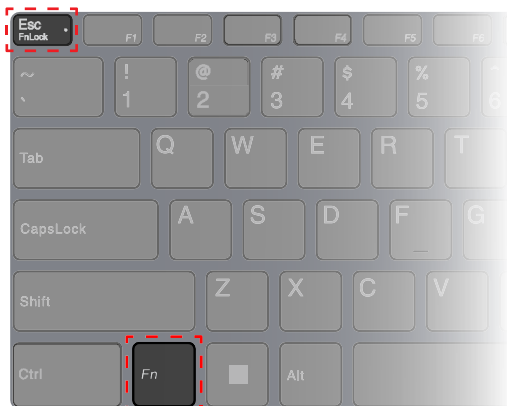 Esc
FnLock
F1
F2
F3
F4
F5
F6
~
`
!
1
@
2
#
3
$
4
%
5
^
6
Tab
Q
W
E
R
T
CapsLock
A
S
D
F
G
Shift
Z
X
C
V
Ctrl
Fn
Alt